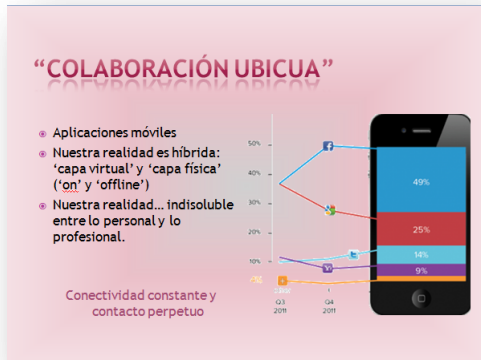 “COLABORACIÓN UBICUA”
Aplicaciones móviles
Nuestra realidad es híbrida:
‘capa virtual’ y ‘capa física’
(‘on’ y ‘offline’)
Nuestra realidad... indisoluble
entre lo personal y lo
profesional.
Conectividad constante y
contacto perpetuo
50%
40%
30%
20%
10%
Q3
2011
Q4
2011
49%
25%
14%
9%